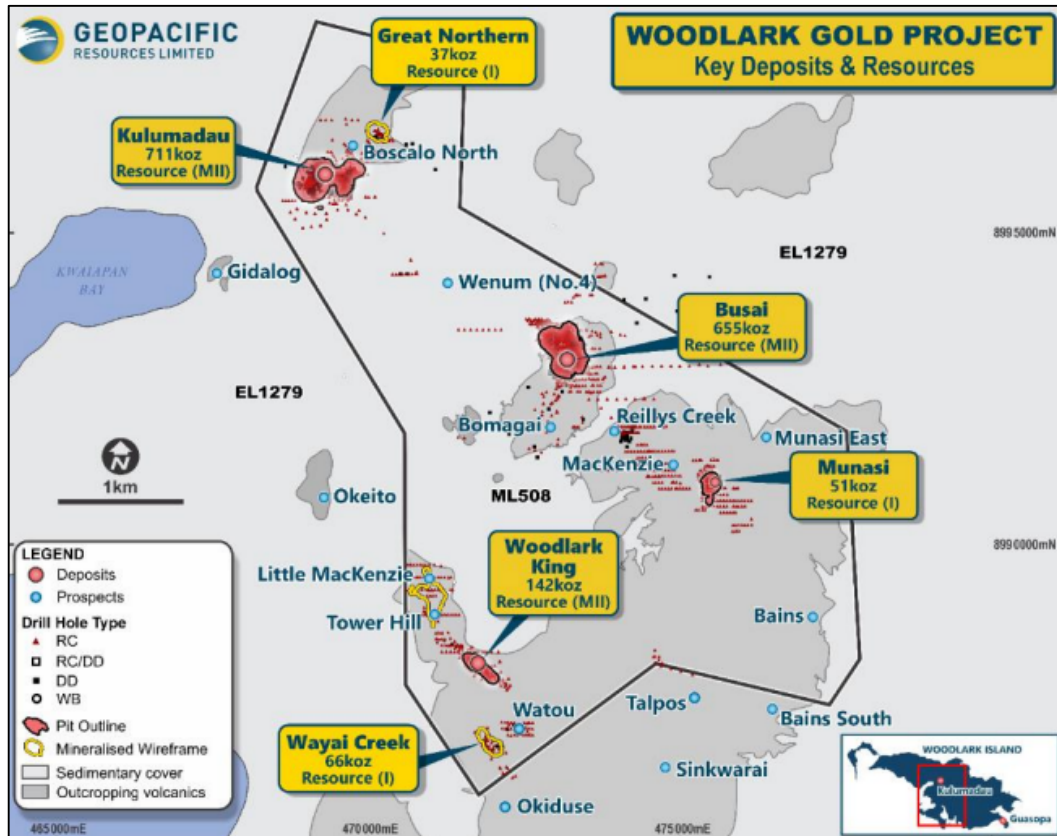 GEOPACIFIC
RESOURCES LIMITED
WOODLARK GOLD PROJECT
Key Deposits & Resources
Great Northern
37koz
Resource (I)
Kulumadau
711koz
Resource (MII)
Boscalo North
8995000mN
KWALAPAN
BAY
Gidalog
Wenum (No.4)
EL1279
Busai
655koz
Resource (MII)
EL1279
Bomagai
Reillys Creek
Munasi East
MacKenzie
N
1km
Okeito
ML508
Munasi
51koz
Resource (I)
8990000mN
Woodlark
King
142koz
Resource (MII)
Little MacKenzie
Tower Hill
Bains
LEGEND
Deposits
Prospects
Drill Hole Type
RC
RC/DD
DD
WB
Pit Outline
Mineralised Wireframe
Sedimentary cover
Outcropping volcanics
Watou
Talpos
Bains South
Wayai Creek
66koz
Resource (I)
Sinkwarai
Okiduse
WOODLARK ISLAND
Kulumadau
Guasopa
465000mE
470000mE
475000mE